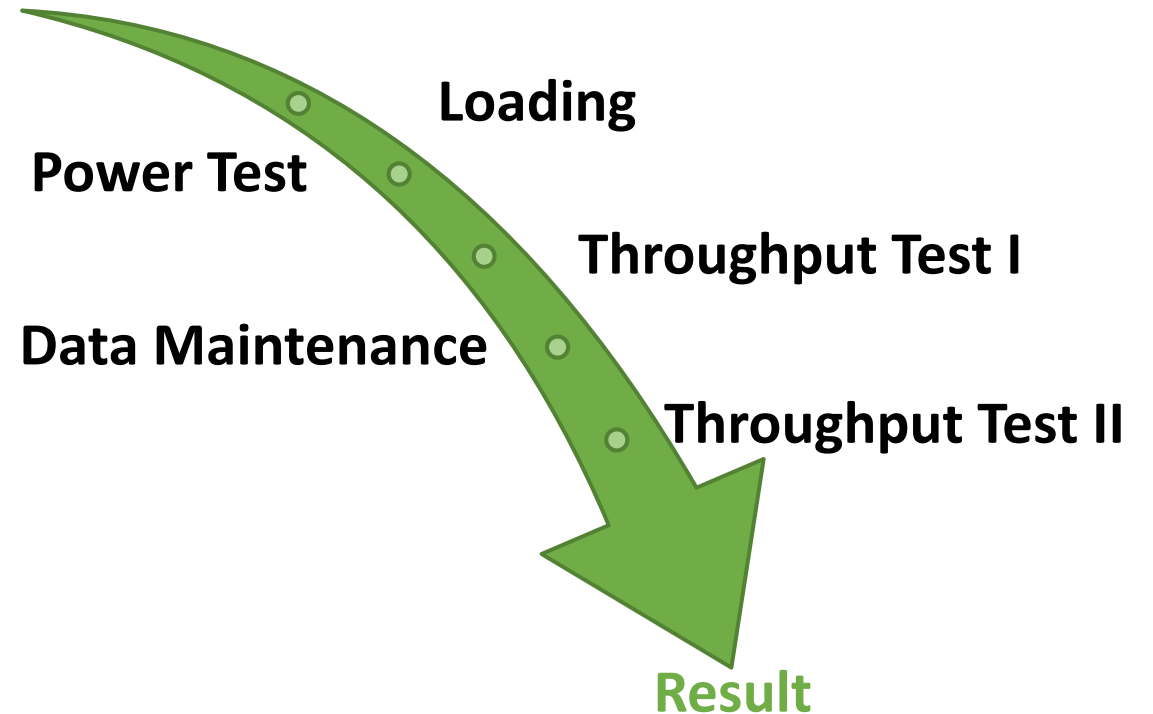 Loading
Power Test
Throughput Test I
Data Maintenance
Throughput Test II
Result